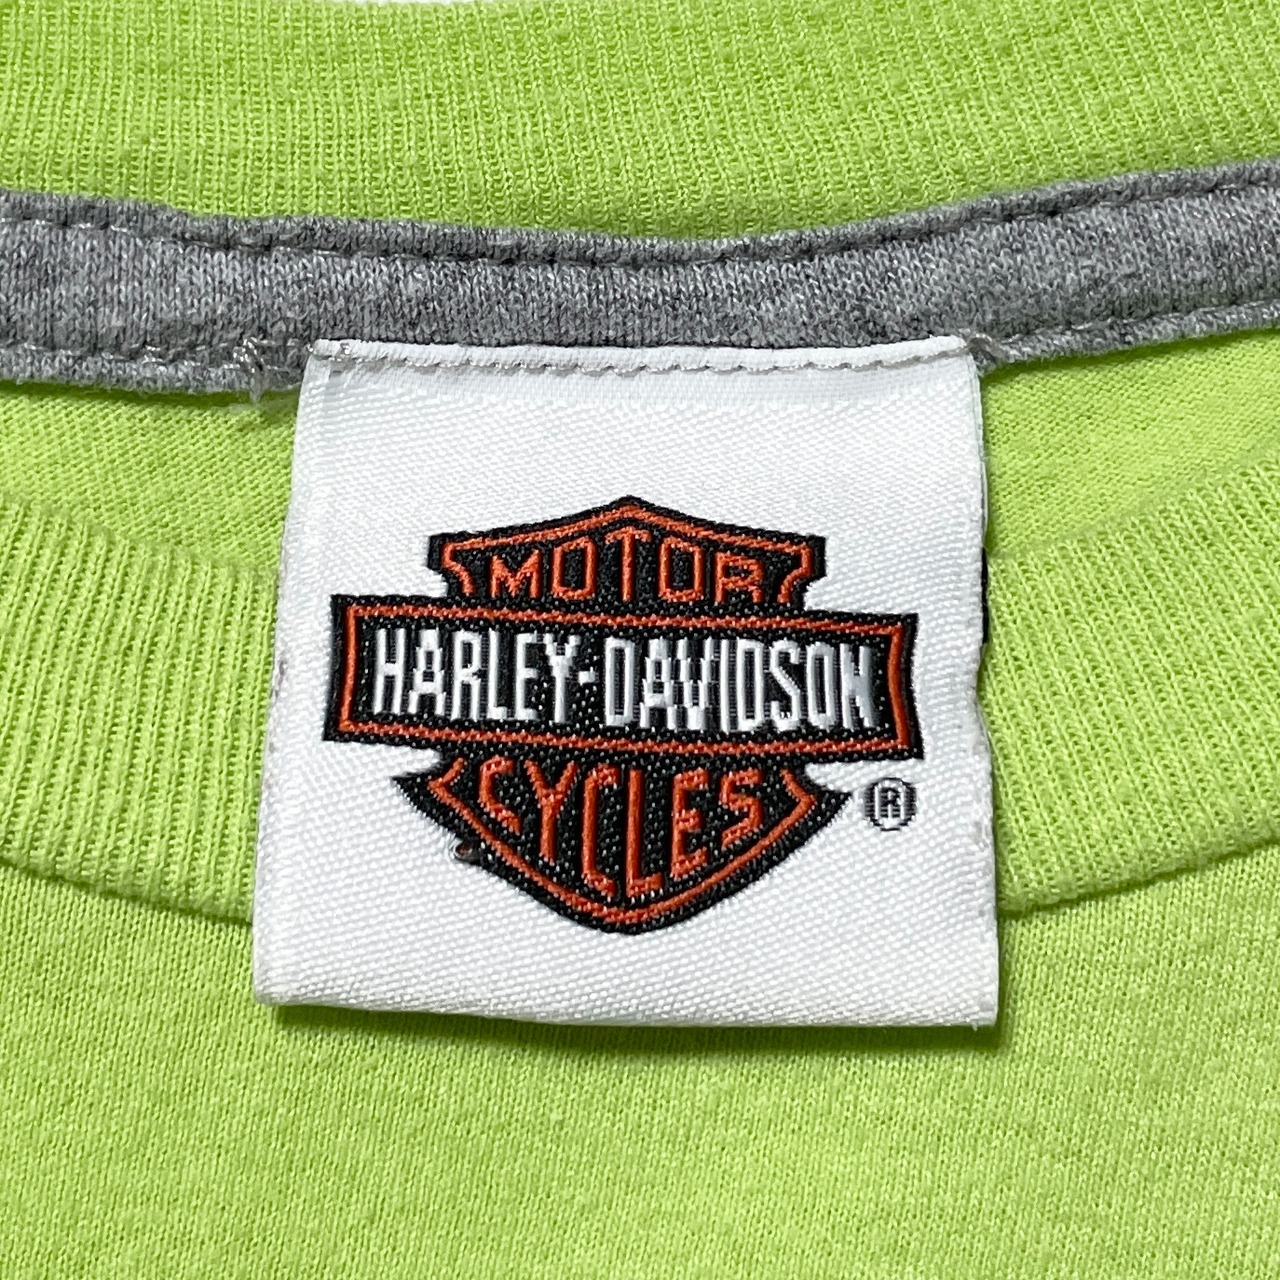 MOTOR
HARLEY-DAVIDSON
CYCLES
®